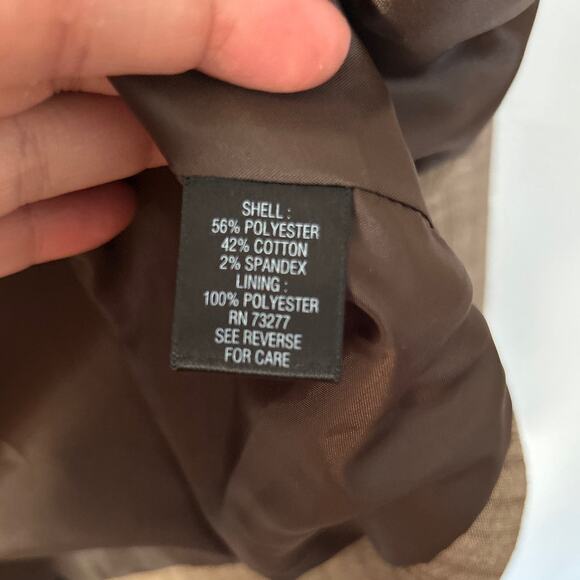 SHELL :
56% POLYESTER
42% COTTON
2% SPANDEX
LINING :
100% POLYESTER
RN 73277
SEE REVERSE
FOR CARE